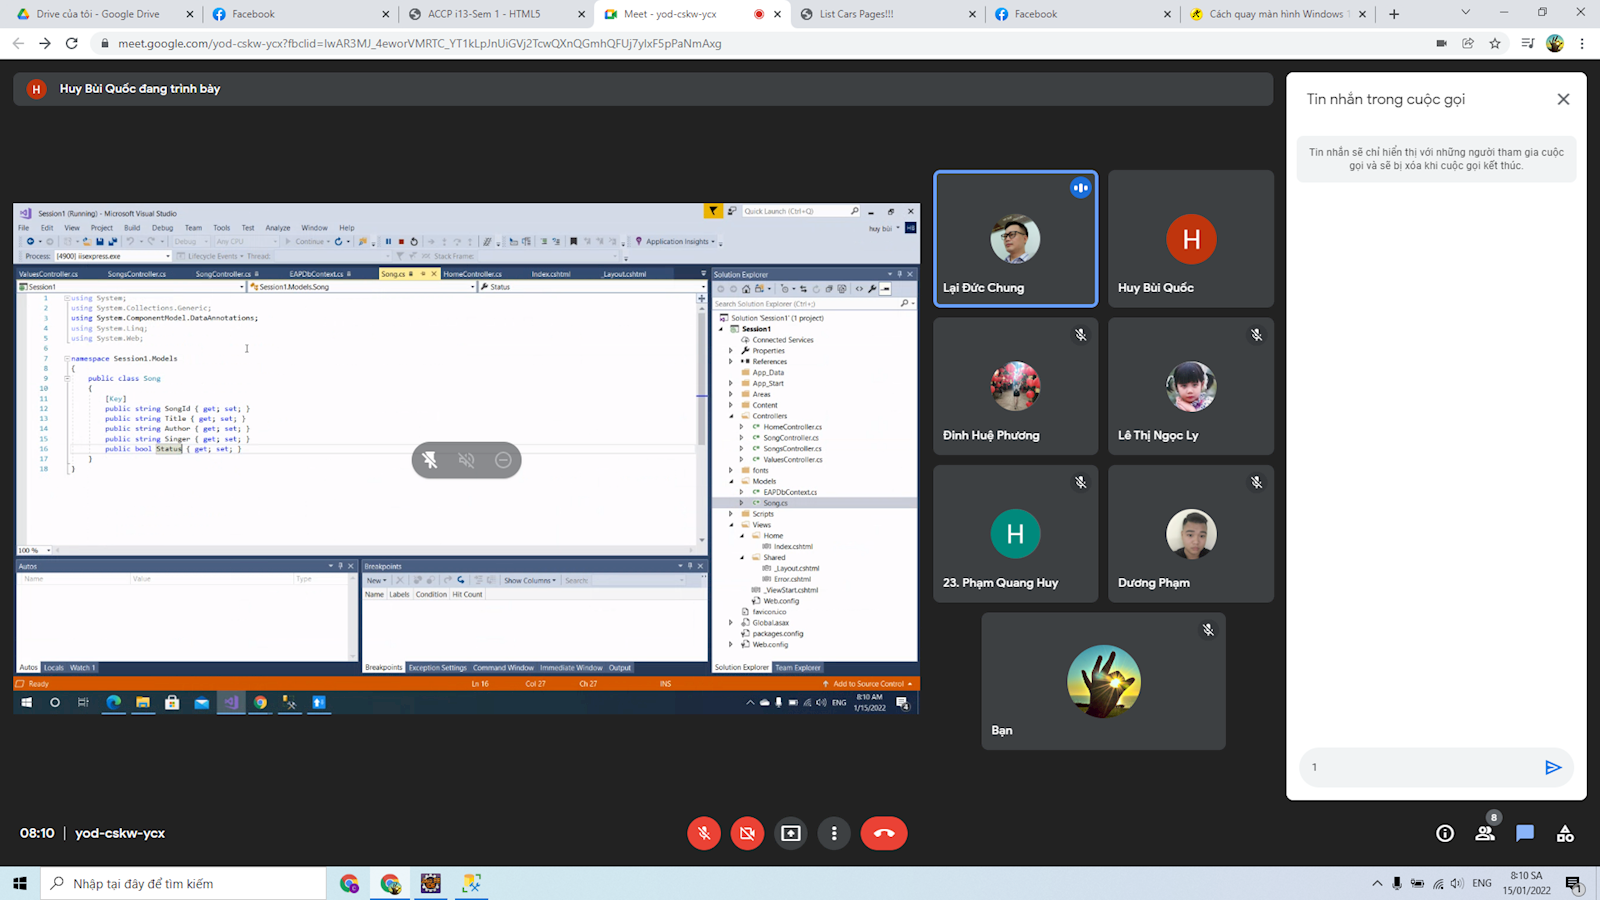 Drive của tôi - Google Drive
Facebook
ACCP i13-Sem 1 - HTML5
Meet - yod-cskw-ycx
List Cars Pages!!!
Facebook
Cách quay màn hình Windows
meet.google.com/yod-cskw-ycx?fbclid=IwAR3MJ_4eworVMRTC_YT1kLpJnUiGVj2TcwQXnQGmhQFUj7ylxF5pPaNmAxg
H
Huy Bùi Quốc đang trình bày
Session1 (Running) - Microsoft Visual Studio
Quick Launch (Ctrl+Q)
File Edit View Project Build Debug Team Tools Test Analyze Window Help
huy bùi
HB
Debug Any CPU Continue Application Insights
Process: [4900] iisexpress.exe Lifecycle Events Thread: Stack Frame:
ValuesController.cs SongsController.cs SongController.cs EAPDbContext.cs Song.cs HomeController.cs Index.cshtml _Layout.cshtml
Session1 Session1.Models.Song Status
1 using System;
2 using System.Collections.Generic;
3 using System.ComponentModel.DataAnnotations;
4 using System.Linq;
5 using System.Web;
6
7 namespace Session1.Models
8 {
9 public class Song
10 {
11 [Key]
12 public string SongId { get; set; }
13 public string Title { get; set; }
14 public string Author { get; set; }
15 public string Singer { get; set; }
16 public bool Status { get; set; }
17 }
18 }
100 %
Solution Explorer
Search Solution Explorer (Ctrl+;)
Solution 'Session1' (1 project)
Session1
Connected Services
Properties
References
App_Data
App_Start
Areas
Content
Controllers
HomeController.cs
SongController.cs
SongsController.cs
ValuesController.cs
fonts
Models
EAPDbContext.cs
Song.cs
Scripts
Views
Home
Index.cshtml
Shared
_Layout.cshtml
Error.cshtml
_ViewStart.cshtml
Web.config
favicon.ico
Global.asax
packages.config
Web.config
Solution Explorer Team Explorer
Autos
Name Value Type
Autos Locals Watch 1
Breakpoints
New Show Columns Search:
Name Labels Condition Hit Count
Breakpoints Exception Settings Command Window Immediate Window Output
Ready Ln 16 Col 27 Ch 27 INS Add to Source Control
ENG
8:10 AM
1/15/2022
4
Lại Đức Chung
H
Huy Bùi Quốc
Đinh Huệ Phương
Lê Thị Ngọc Ly
H
23. Phạm Quang Huy
Dương Phạm
Bạn
Tin nhắn trong cuộc gọi
Tin nhắn sẽ chỉ hiển thị với những người tham gia cuộc
gọi và sẽ bị xóa khi cuộc gọi kết thúc.
1
08:10 | yod-cskw-ycx
8
Nhập tại đây để tìm kiếm
ENG
8:10 SA
15/01/2022
1